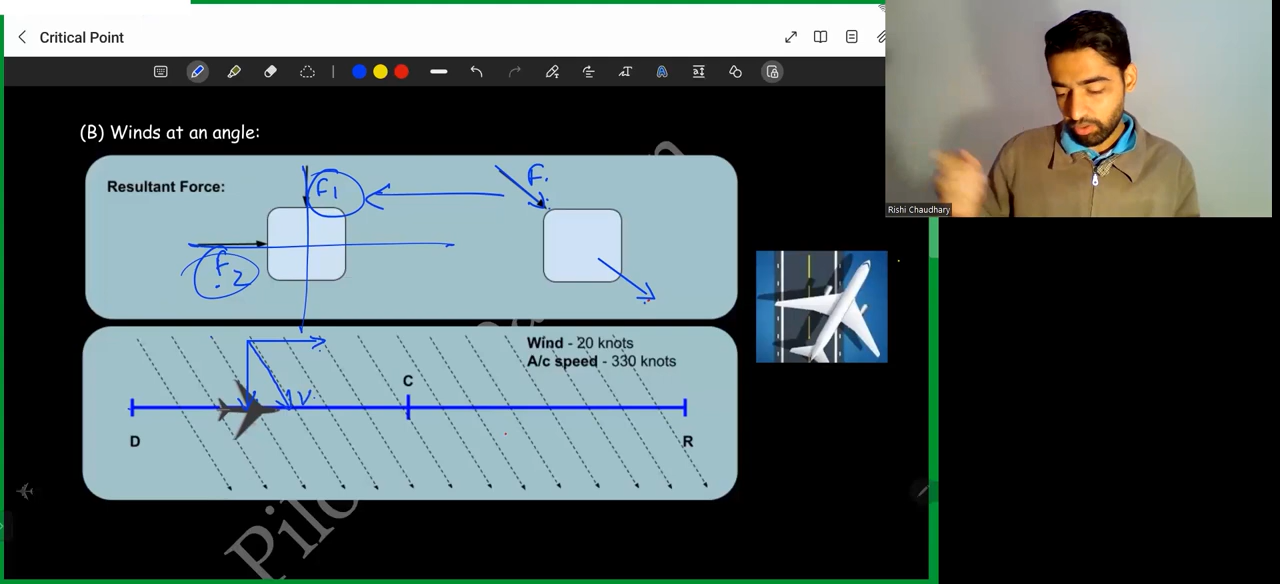 Critical Point
(B) Winds at an angle:
Resultant Force:
F1
F.
F2
Rishi Chaudhary
Wind - 20 knots
A/c speed - 330 knots
C
V
D
R